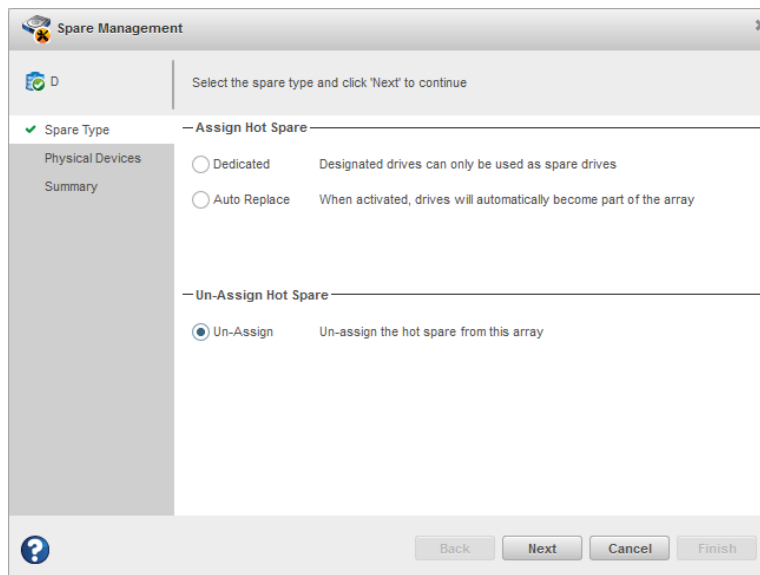 Spare Management
D
Select the spare type and click 'Next' to continue
Spare Type
Physical Devices
Summary
Assign Hot Spare
Dedicated Designated drives can only be used as spare drives
Auto Replace When activated, drives will automatically become part of the array
Un-Assign Hot Spare
Un-Assign Un-assign the hot spare from this array
? Back Next Cancel Finish